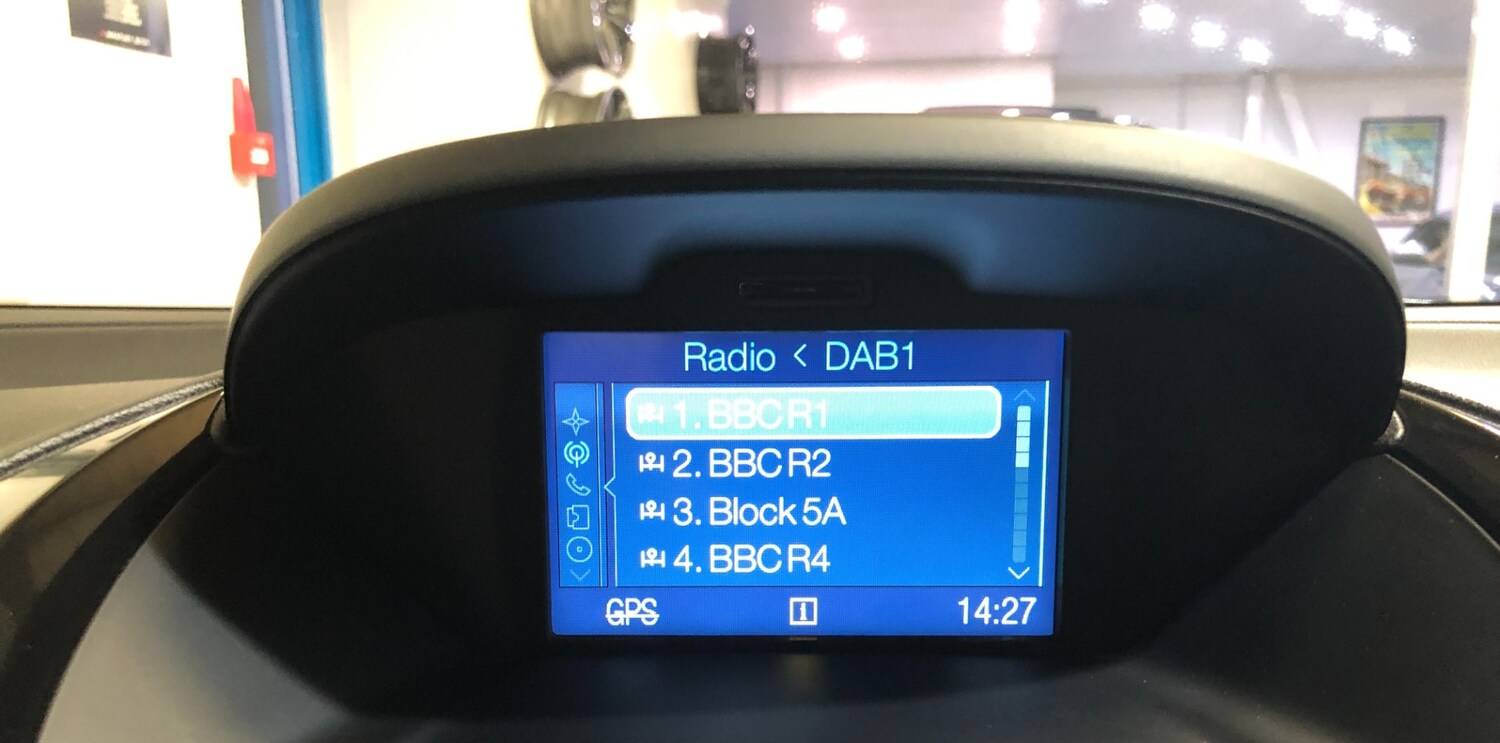 Radio < DAB1
1. BBC R1
2. BBC R2
3. Block 5A
4. BBC R4
GPS
i
14:27